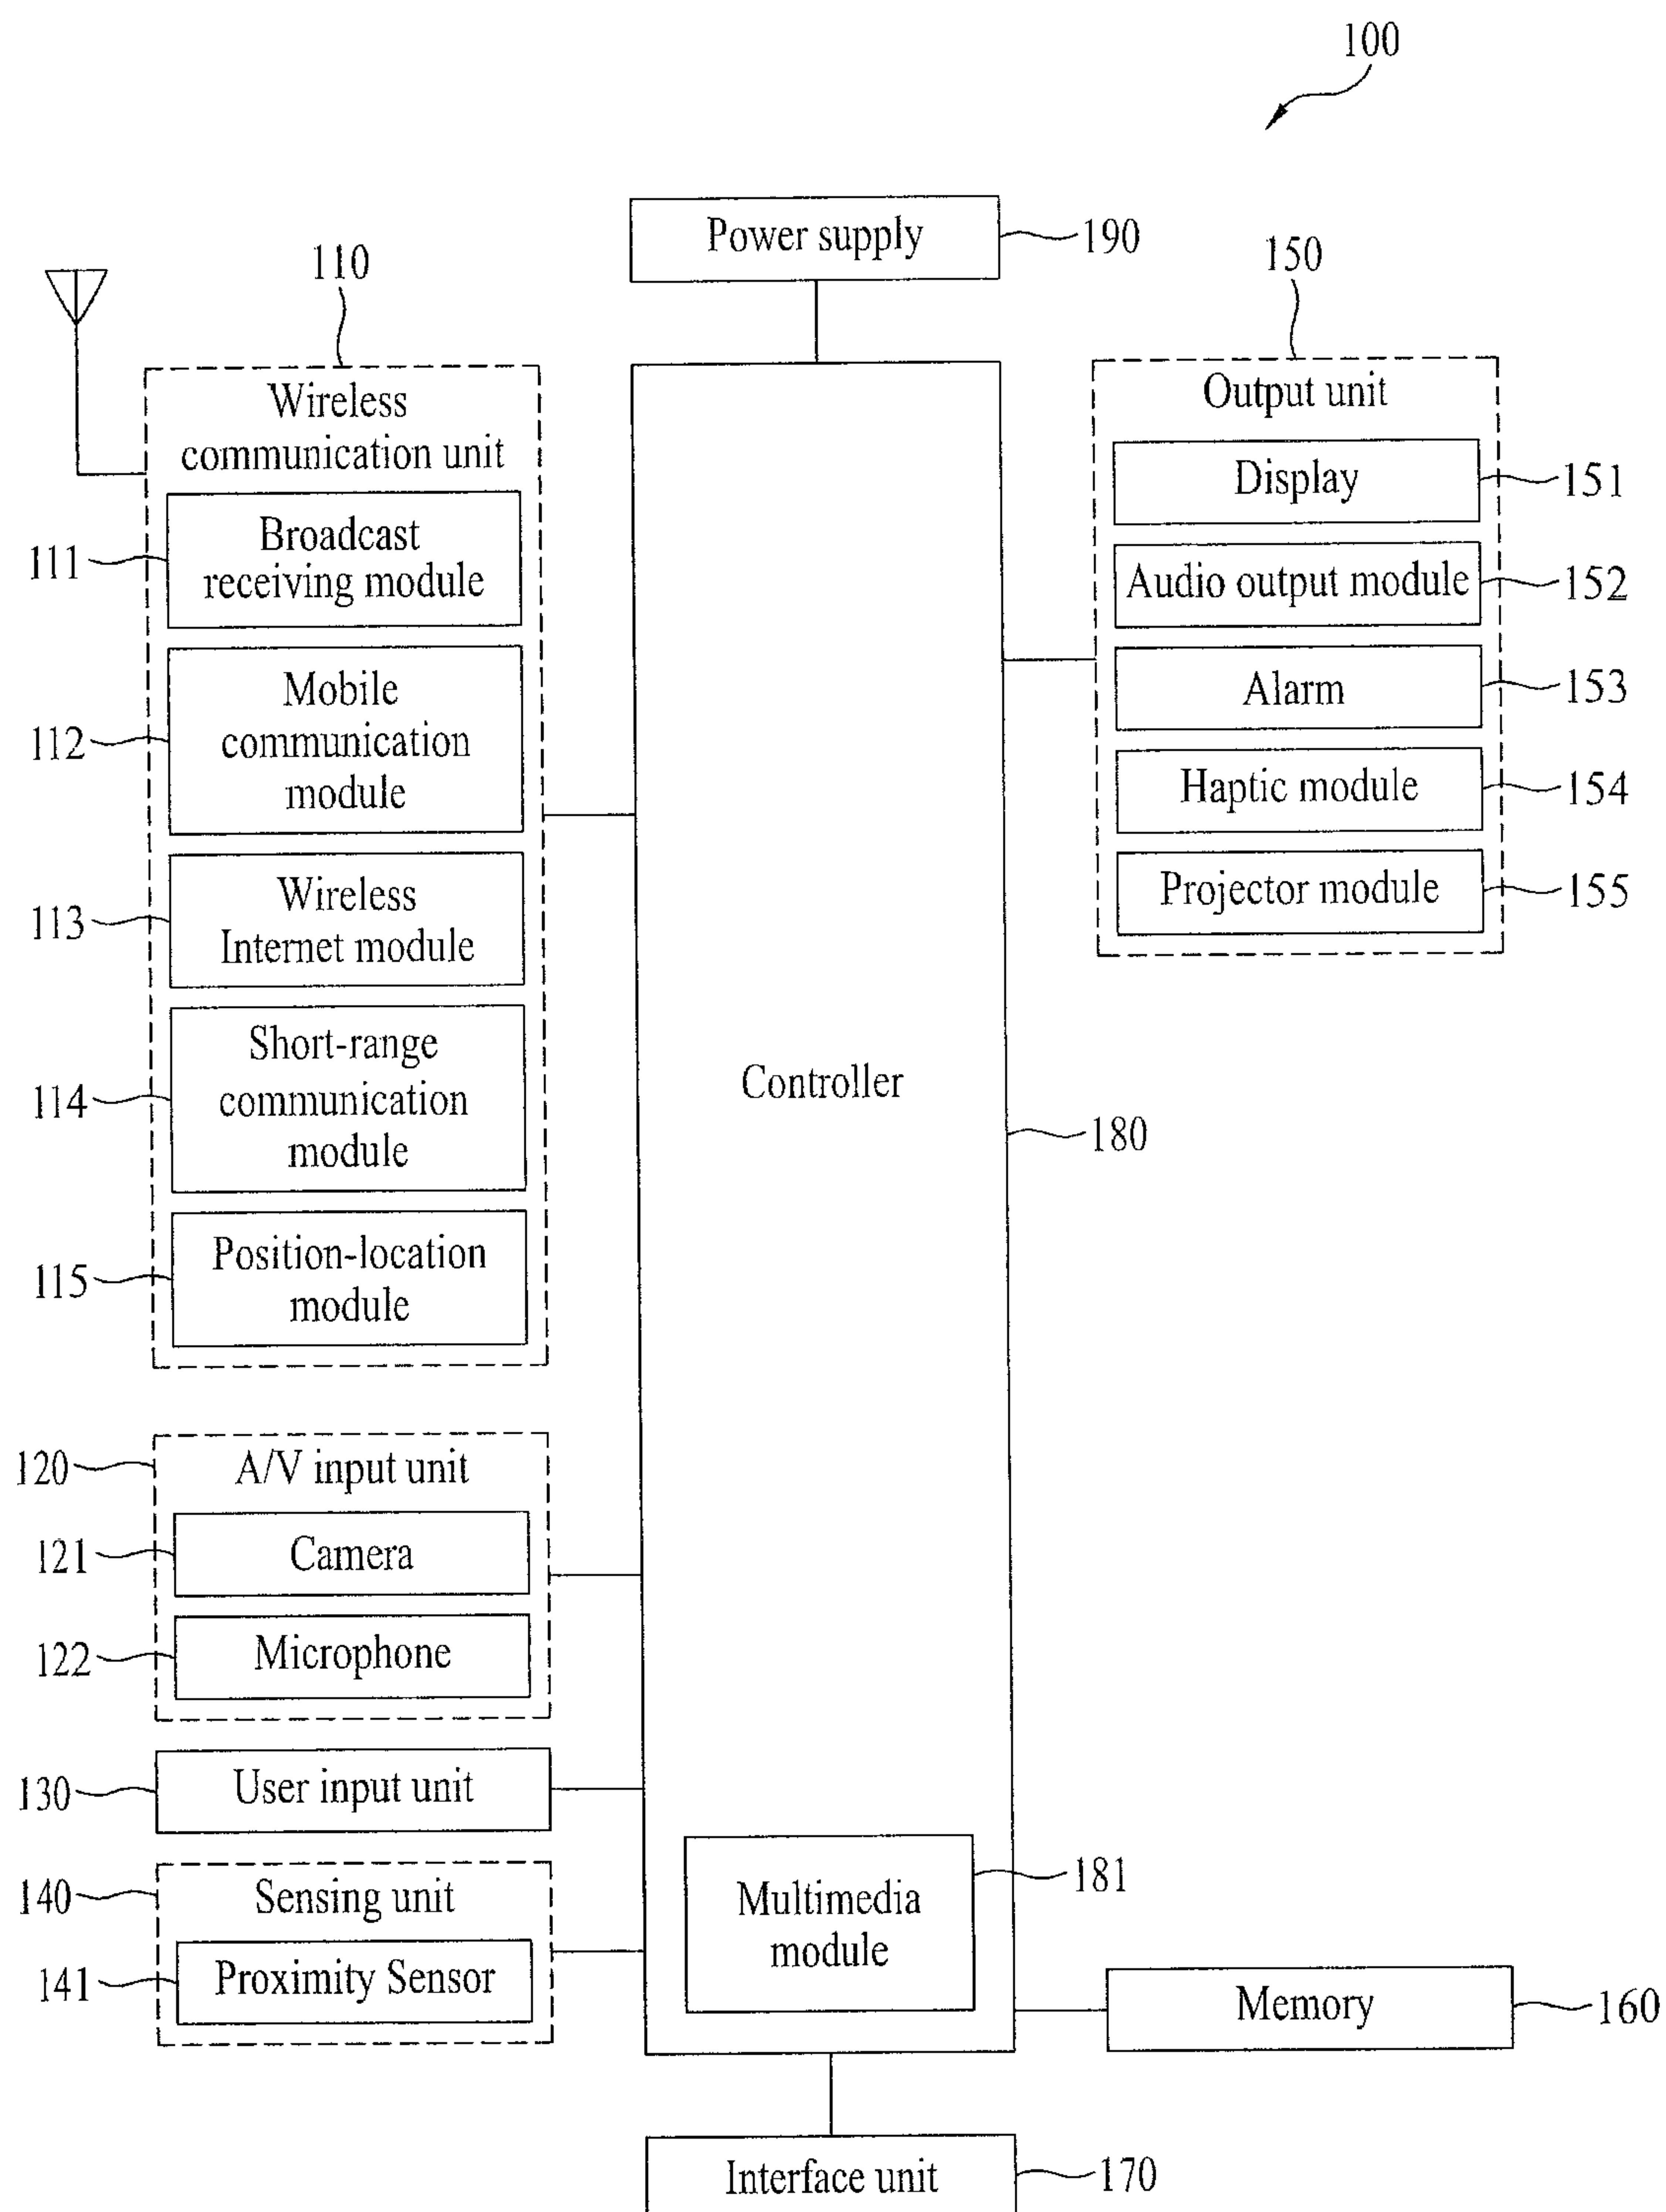 100
Power supply
190
110
150
Wireless
communication unit
Output unit
Broadcast
receiving module
111
Display
151
Audio output module
152
Mobile
communication
module
112
Alarm
153
Haptic module
154
Wireless
Internet module
113
Projector module
155
Short-range
communication
module
114
Controller
180
Position-location
module
115
120
A/V input unit
121
Camera
122
Microphone
130
User input unit
140
Sensing unit
141
Proximity Sensor
Multimedia
module
181
Memory
160
Interface unit
170